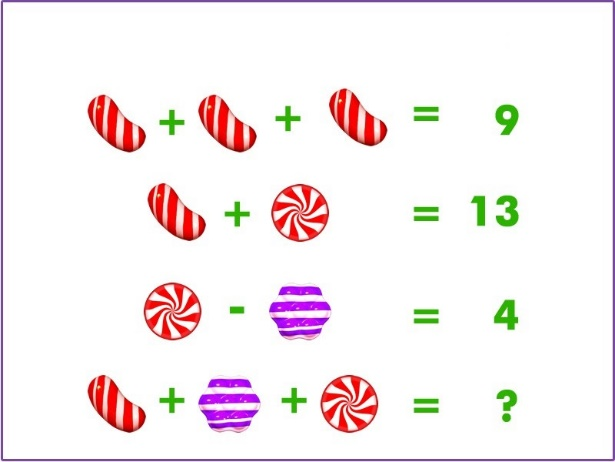 + + = 9
+ = 13
- = 4
+ + = ?